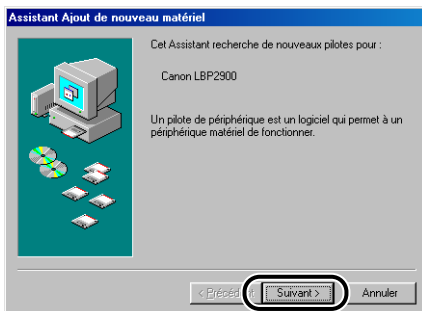 Assistant Ajout de nouveau matériel
Cet Assistant recherche de nouveaux pilotes pour :
Canon LBP2900
Un pilote de périphérique est un logiciel qui permet à un
périphérique matériel de fonctionner.
< Précédent Suivant > Annuler